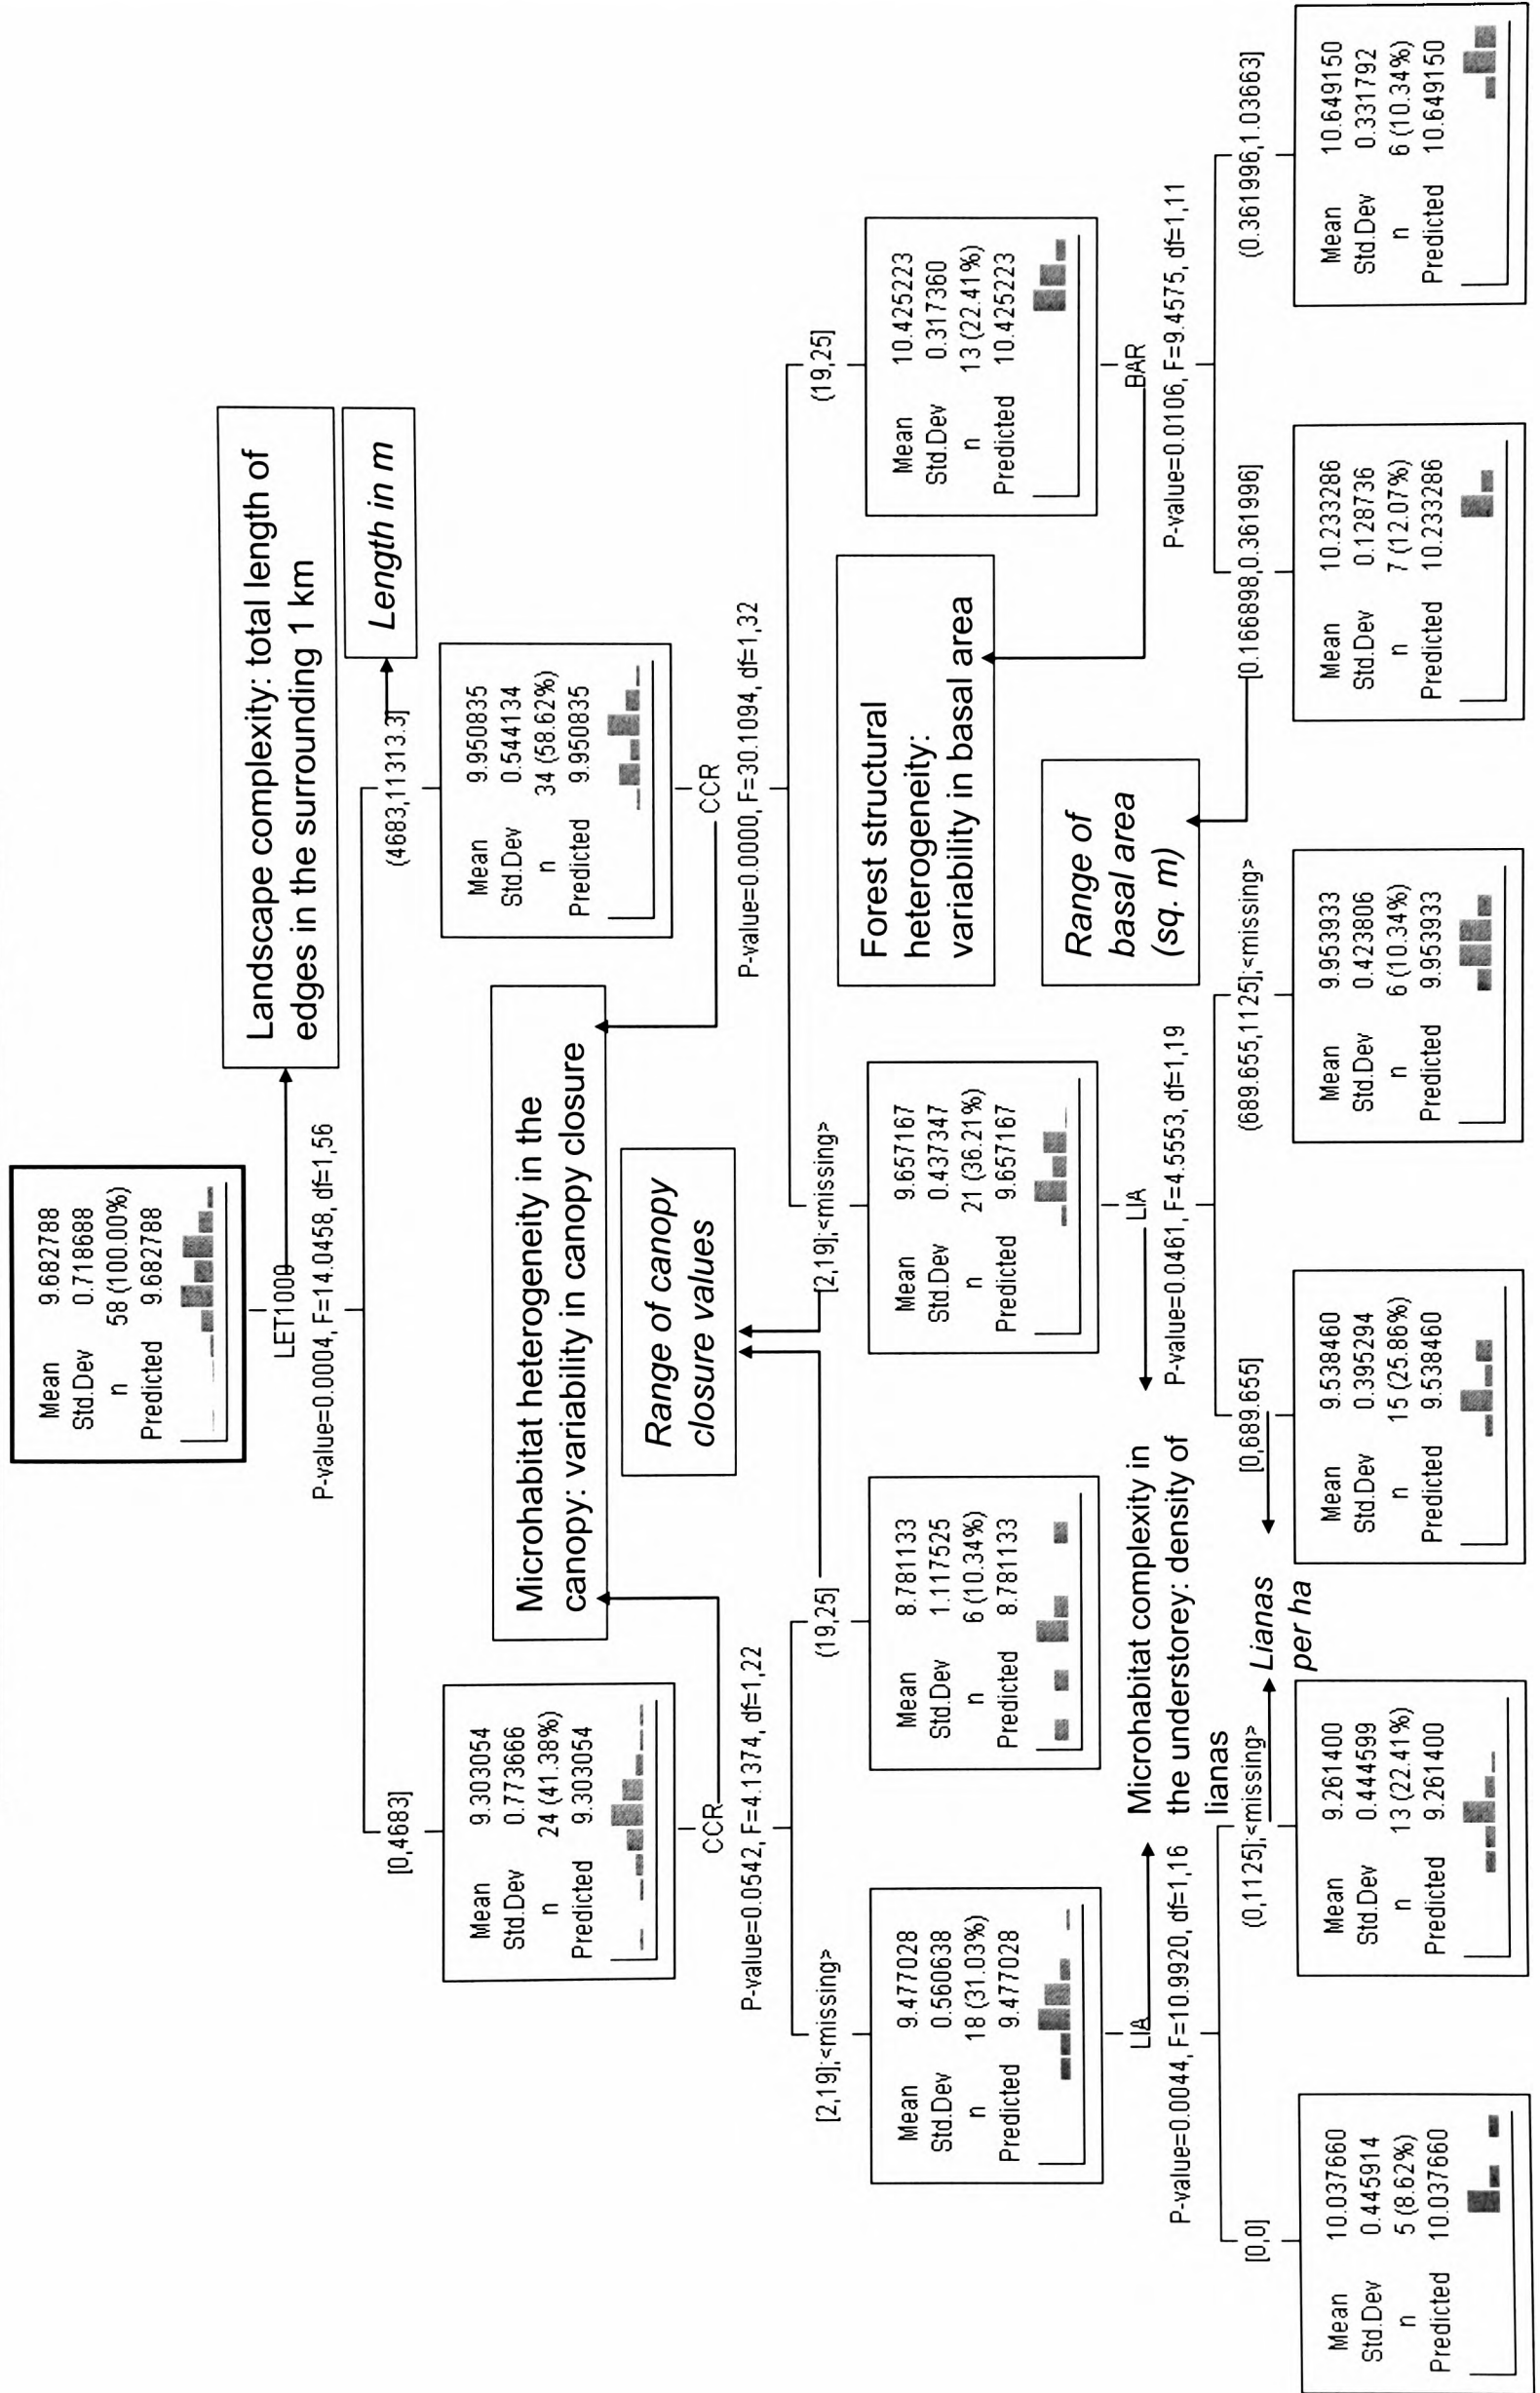 Mean 9.682788
Std.Dev 0.718688
n 58 (100.00%)
Predicted 9.682788
LET1000
Landscape complexity: total length of
edges in the surrounding 1 km
P-value=0.0004, F=14.0458, df=1,56
[0,4683]
(4683,11313.3]
Length in m
Mean 9.303054
Std.Dev 0.773666
n 24 (41.38%)
Predicted 9.303054
Mean 9.950835
Std.Dev 0.544134
n 34 (58.62%)
Predicted 9.950835
Microhabitat heterogeneity in the
canopy: variability in canopy closure
CCR
CCR
P-value=0.0542, F=4.1374, df=1,22
P-value=0.0000, F=30.1094, df=1,32
Range of canopy
closure values
[2,19];<missing>
(19,25]
[2,19];<missing>
(19,25]
Mean 9.477028
Std.Dev 0.560638
n 18 (31.03%)
Predicted 9.477028
Mean 8.781133
Std.Dev 1.117525
n 6 (10.34%)
Predicted 8.781133
Mean 9.657167
Std.Dev 0.437347
n 21 (36.21%)
Predicted 9.657167
Forest structural
heterogeneity:
variability in basal area
Mean 10.425223
Std.Dev 0.317360
n 13 (22.41%)
Predicted 10.425223
LIA
Microhabitat complexity in
the understorey: density of
lianas
LIA
Range of
basal area
(sq. m)
BAR
P-value=0.0044, F=10.9920, df=1,16
P-value=0.0461, F=4.5553, df=1,19
P-value=0.0106, F=9.4575, df=1,11
[0,0]
(0,1125];<missing>
Lianas
per ha
[0,689.655]
(689.655,1125];<missing>
[0.166898,0.361996]
(0.361996,1.03663]
Mean 10.037660
Std.Dev 0.445914
n 5 (8.62%)
Predicted 10.037660
Mean 9.261400
Std.Dev 0.444599
n 13 (22.41%)
Predicted 9.261400
Mean 9.538460
Std.Dev 0.395294
n 15 (25.86%)
Predicted 9.538460
Mean 9.953933
Std.Dev 0.423806
n 6 (10.34%)
Predicted 9.953933
Mean 10.233286
Std.Dev 0.128736
n 7 (12.07%)
Predicted 10.233286
Mean 10.649150
Std.Dev 0.331792
n 6 (10.34%)
Predicted 10.649150